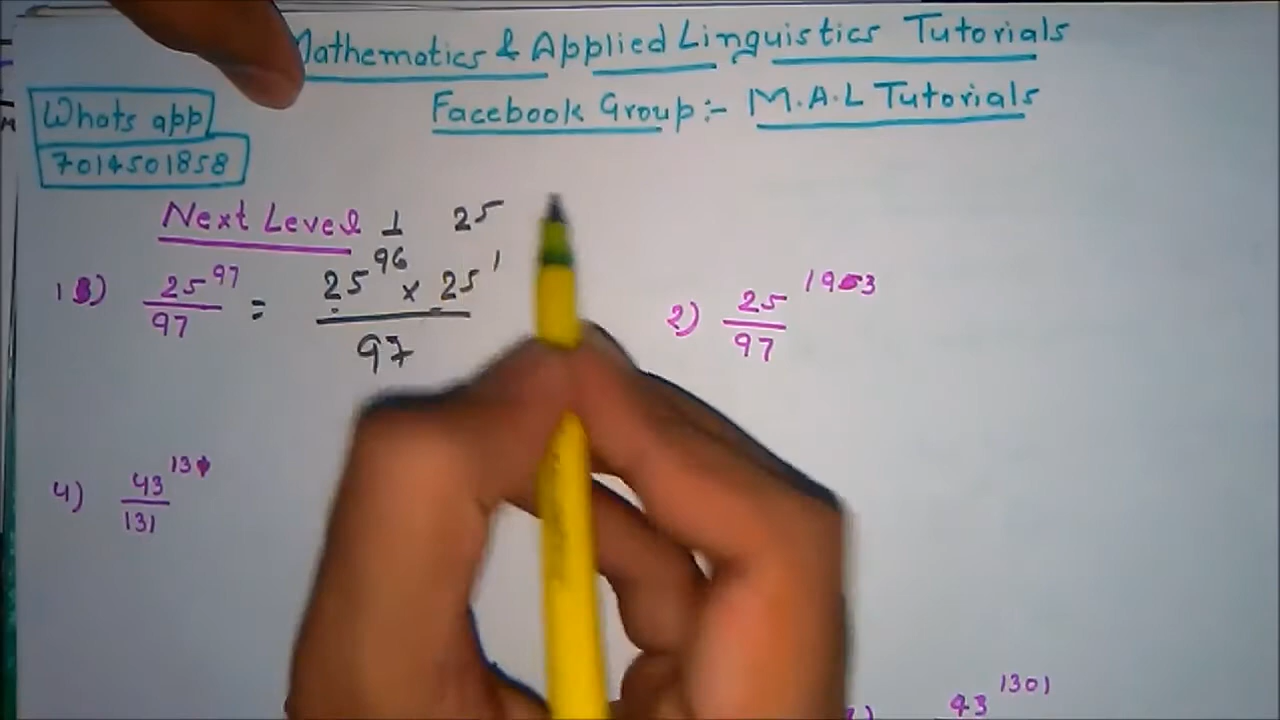 Mathematics & Applied Linguistics Tutorials
Facebook Group:- M.A.L Tutorials
Whats app
7014501858
Next Level 1 25
25^97 / 97 = 25^96 × 25^1 / 97
2) 25 / 97
4) 43 / 131
43^1301